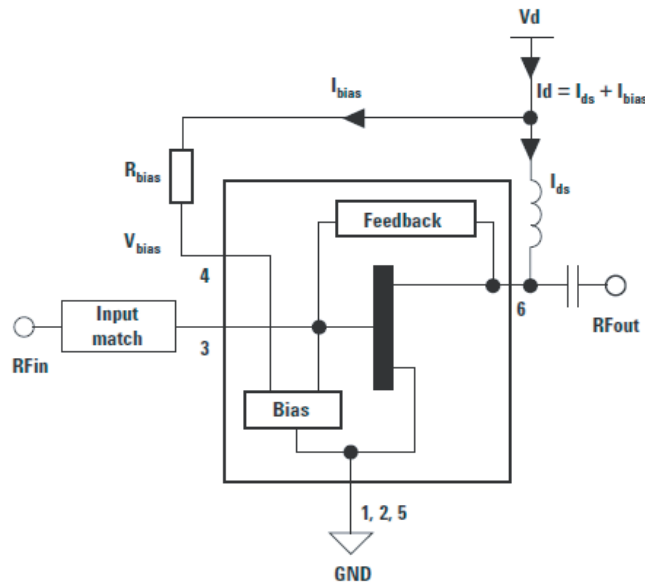 Vd
Id = Ids + Ibias
Ibias
Ids
Rbias
Feedback
Vbias
4
6
Input
match
3
RFin
RFout
Bias
1, 2, 5
GND